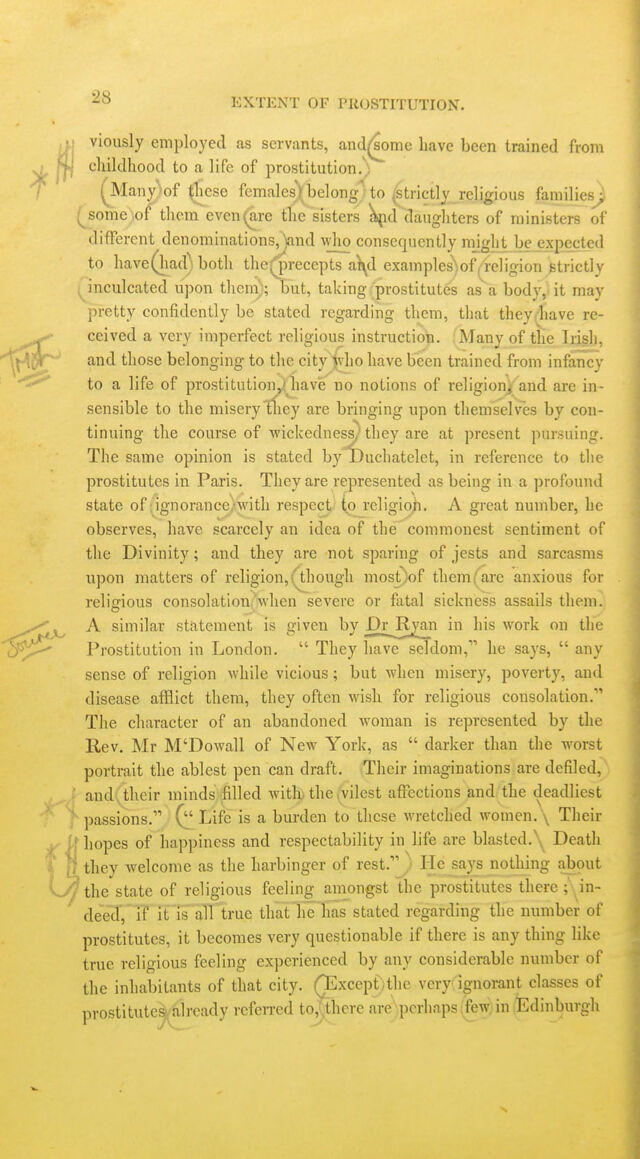 28
EXTENT OF PROSTITUTION.
viously employed as servants, and some have been trained from
childhood to a life of prostitution.
Many of these females belong to strictly religious families;
some of them even are the sisters and daughters of ministers of
different denominations, and who consequently might be expected
to have had both the precepts and examples of religion strictly
inculcated upon them; but, taking prostitutes as a body, it may
pretty confidently be stated regarding them, that they have re-
ceived a very imperfect religious instruction. Many of the Irish,
and those belonging to the city who have been trained from infancy
to a life of prostitution, have no notions of religion, and are in-
sensible to the misery they are bringing upon themselves by con-
tinuing the course of wickedness they are at present pursuing.
The same opinion is stated by Duchatelet, in reference to the
prostitutes in Paris. They are represented as being in a profound
state of ignorance with respect to religion. A great number, he
observes, have scarcely an idea of the commonest sentiment of
the Divinity; and they are not sparing of jests and sarcasms
upon matters of religion, though most of them are anxious for
religious consolation when severe or fatal sickness assails them.
A similar statement is given by Dr Ryan in his work on the
Source
Prostitution in London. “ They have seldom,” he says, “ any
sense of religion while vicious; but when misery, poverty, and
disease afflict them, they often wish for religious consolation.”
The character of an abandoned woman is represented by the
Rev. Mr M‘Dowall of New York, as “ darker than the worst
portrait the ablest pen can draft. Their imaginations are defiled,
and their minds filled with the vilest affections and the deadliest
passions.” “ Life is a burden to these wretched women. Their
hopes of happiness and respectability in life are blasted. Death
they welcome as the harbinger of rest.” He says nothing about
the state of religious feeling amongst the prostitutes there; in-
deed, if it is all true that he has stated regarding the number of
prostitutes, it becomes very questionable if there is any thing like
true religious feeling experienced by any considerable number of
the inhabitants of that city. Except the very ignorant classes of
prostitutes already referred to, there are perhaps few in Edinburgh